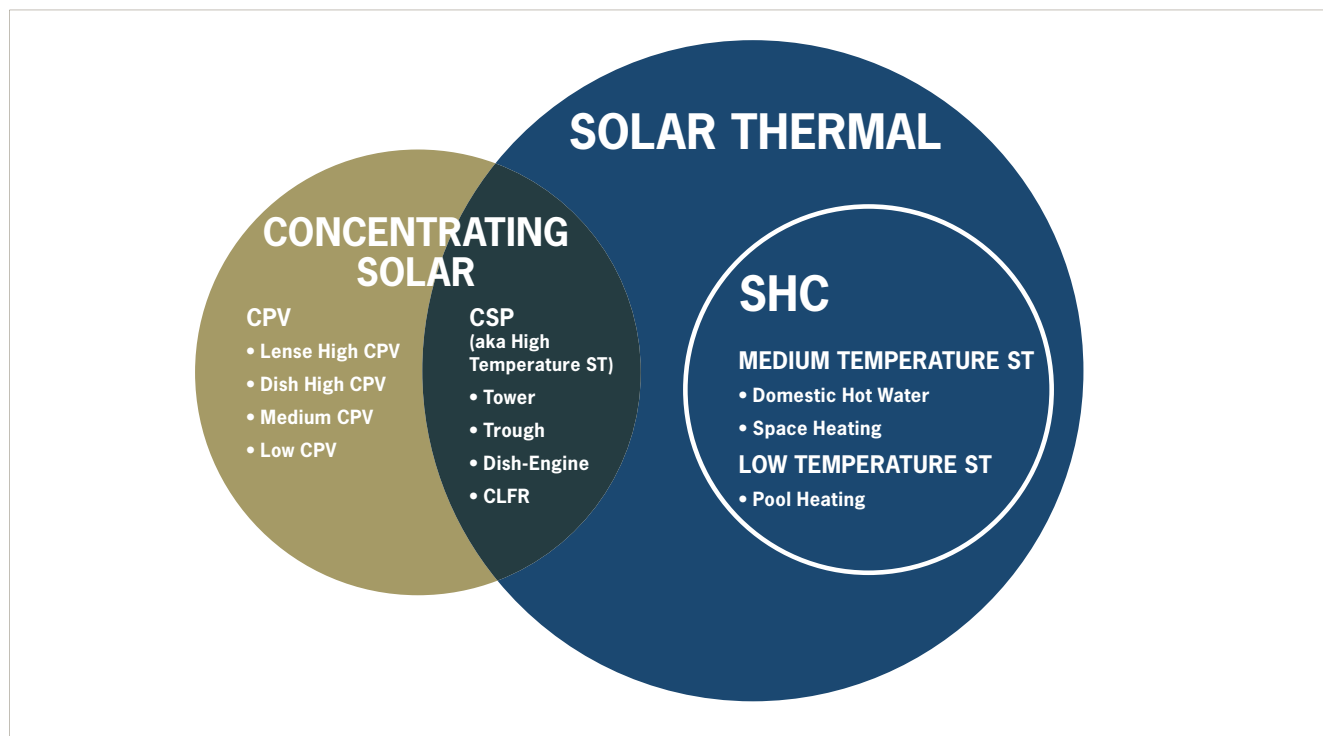 SOLAR THERMAL
CONCENTRATING
SOLAR
CPV
• Lense High CPV
• Dish High CPV
• Medium CPV
• Low CPV
CSP
(aka High
Temperature ST)
• Tower
• Trough
• Dish-Engine
• CLFR
SHC
MEDIUM TEMPERATURE ST
• Domestic Hot Water
• Space Heating
LOW TEMPERATURE ST
• Pool Heating